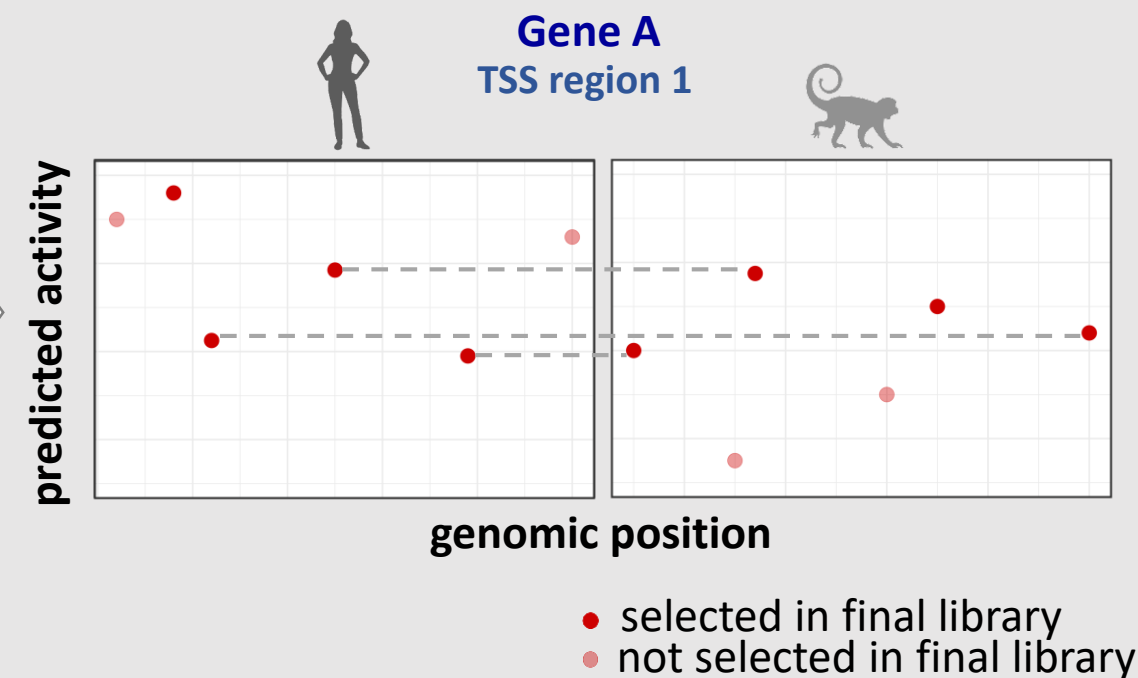 Gene A
TSS region 1
predicted activity
genomic position
selected in final library
not selected in final library